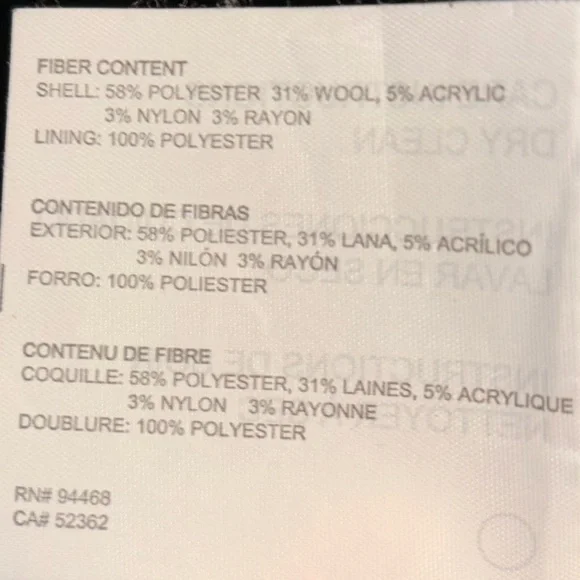 FIBER CONTENT
SHELL: 58% POLYESTER 31% WOOL, 5% ACRYLIC
3% NYLON 3% RAYON
LINING: 100% POLYESTER
CONTENIDO DE FIBRAS
EXTERIOR: 58% POLIESTER, 31% LANA, 5% ACRÍLICO
3% NILÓN 3% RAYÓN
FORRO: 100% POLIESTER
CONTENU DE FIBRE
COQUILLE: 58% POLYESTER, 31% LAINES, 5% ACRYLIQUE
3% NYLON 3% RAYONNE
DOUBLURE: 100% POLYESTER
RN# 94468
CA# 52362